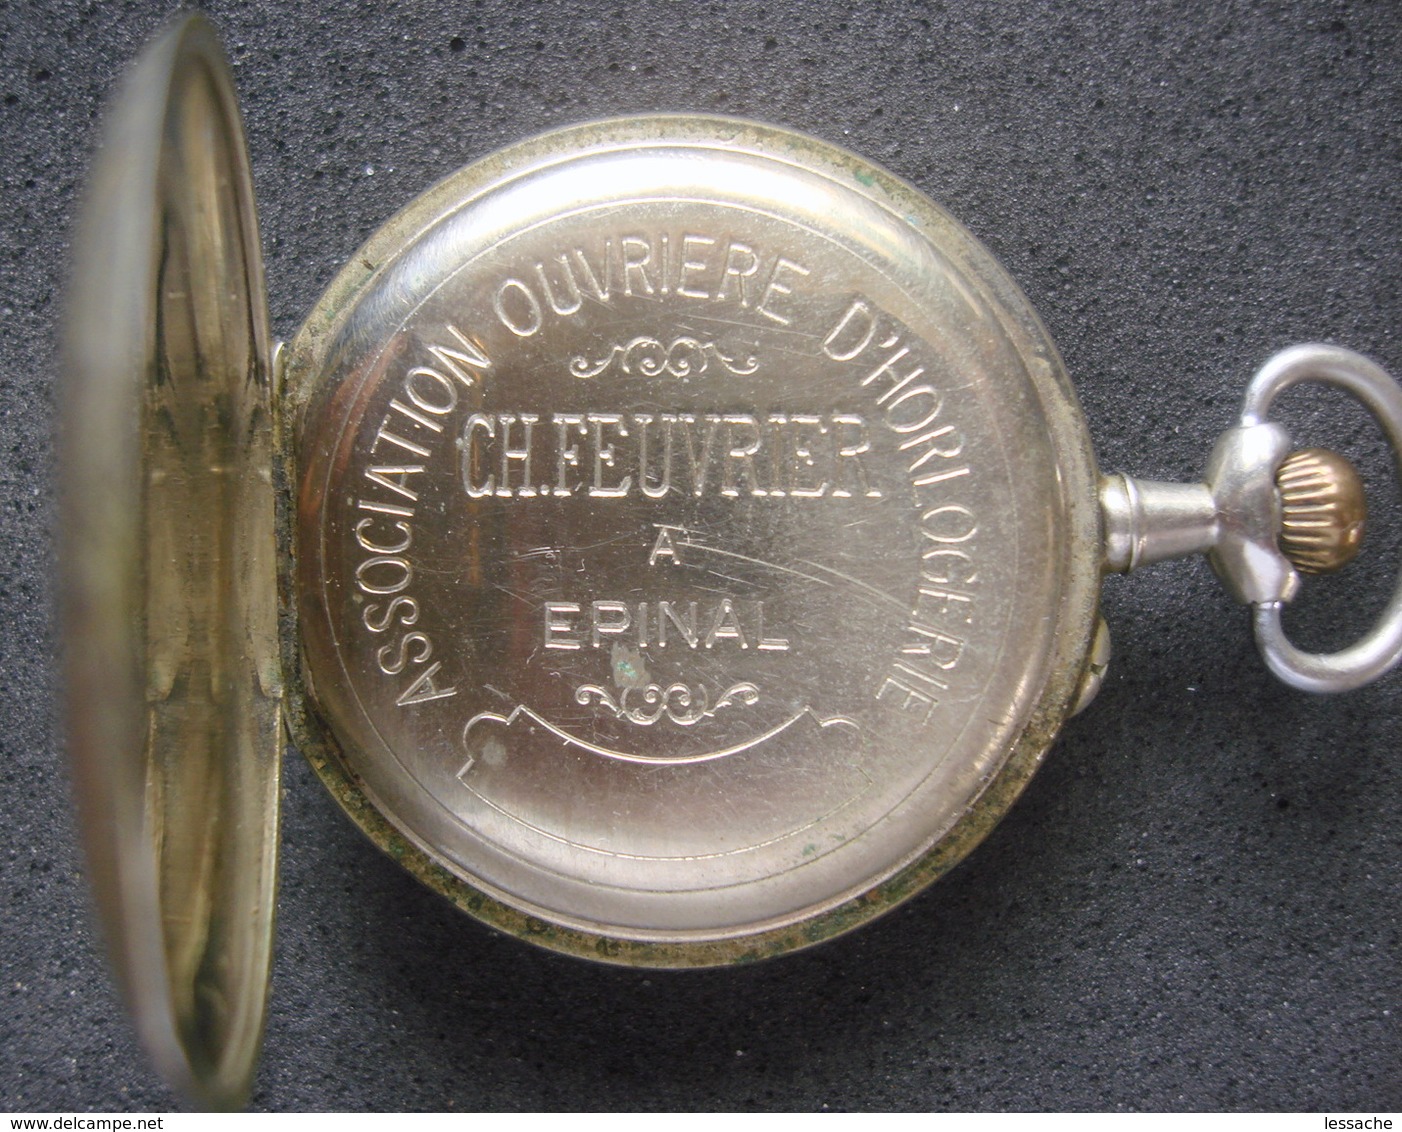 ASSOCIATION OUVRIERE D'HORLOGERIE
CH.FEUVRIER
A
EPINAL
www.delcampe.net
lessache